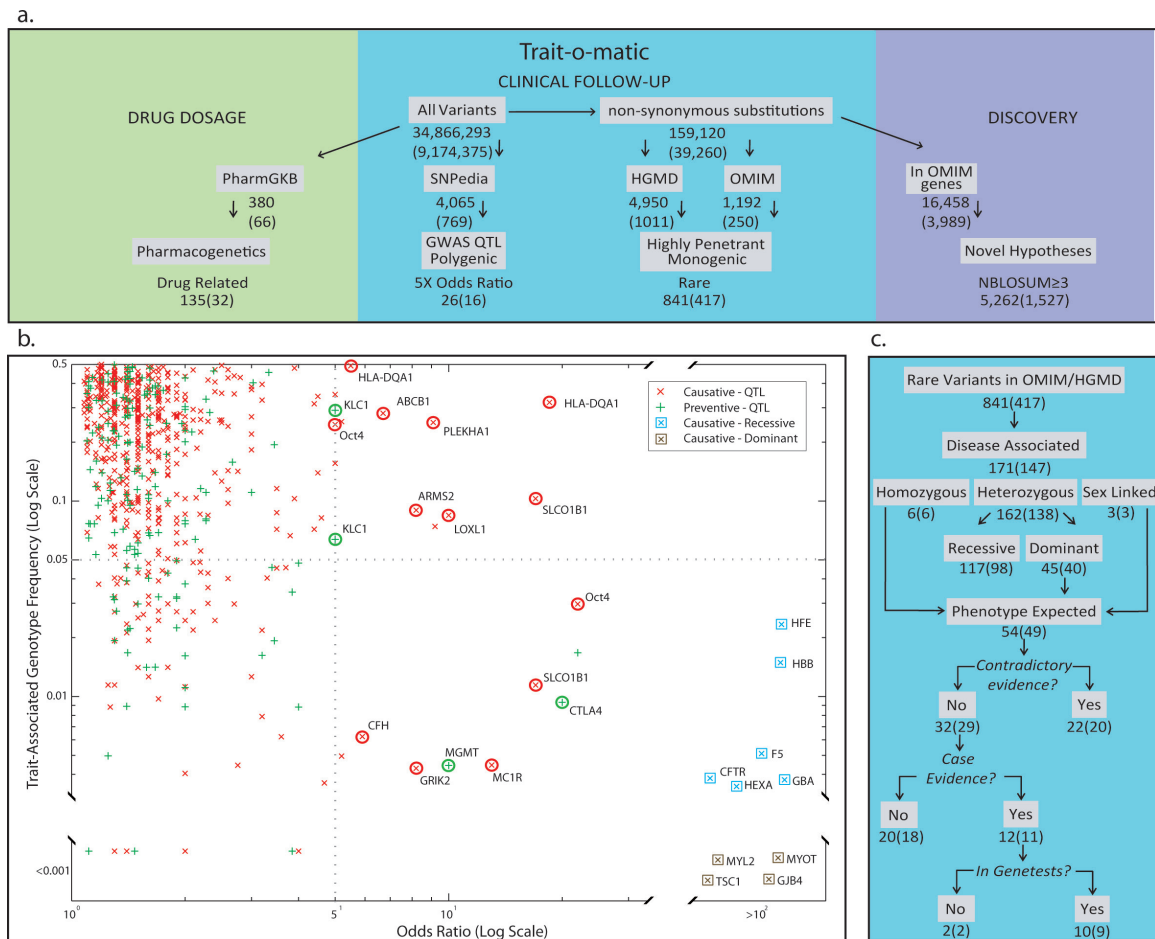 a.
Trait-o-matic
CLINICAL FOLLOW-UP
DRUG DOSAGE
All Variants
34,866,293
(9,174,375)
non-synonymous substitutions
159,120
(39,260)
DISCOVERY
PharmGKB
380
(66)
SNPedia
4,065
(769)
HGMD
4,950
(1011)
OMIM
1,192
(250)
In OMIM
genes
16,458
(3,989)
Pharmacogenetics
GWAS QTL
Polygenic
Highly Penetrant
Monogenic
Novel Hypotheses
Drug Related
135(32)
5X Odds Ratio
26(16)
Rare
841(417)
NBLOSUM≥3
5,262(1,527)
b.
Trait-Associated Genotype Frequency (Log Scale)
0.5
0.1
0.05
0.01
<0.001
HLA-DQA1
KLC1
ABCB1
HLA-DQA1
Oct4
PLEKHA1
ARMS2
SLCO1B1
LOXL1
KLC1
Oct4
HFE
HBB
SLCO1B1
CTLA4
CFH
MGMT
F5
GRIK2
MC1R
CFTR
HEXA
GBA
MYL2
MYOT
TSC1
GJB4
Causative - QTL
Preventive - QTL
Causative - Recessive
Causative - Dominant
10⁰
5¹
10¹
>10²
Odds Ratio (Log Scale)
c.
Rare Variants in OMIM/HGMD
841(417)
Disease Associated
171(147)
Homozygous
6(6)
Heterozygous
162(138)
Sex Linked
3(3)
Recessive
117(98)
Dominant
45(40)
Phenotype Expected
54(49)
Contradictory
evidence?
No
32(29)
Yes
22(20)
Case
Evidence?
No
20(18)
Yes
12(11)
In Genetests?
No
2(2)
Yes
10(9)